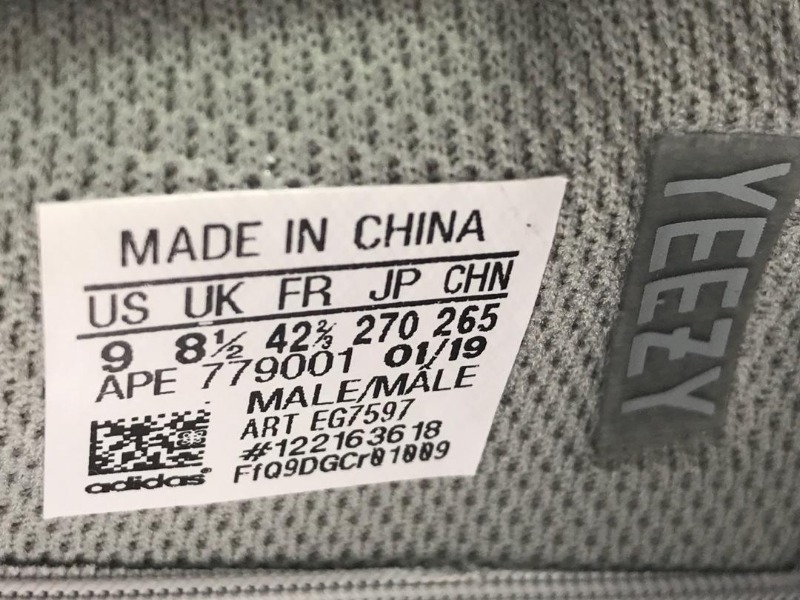 MADE IN CHINA
US UK FR JP CHN
9 8½ 42⅔ 270 265
APE 779001 01/19
MALE/MÂLE
ART EG7597
#122163618
FfQ9DGCr01009
adidas®
YEEZY